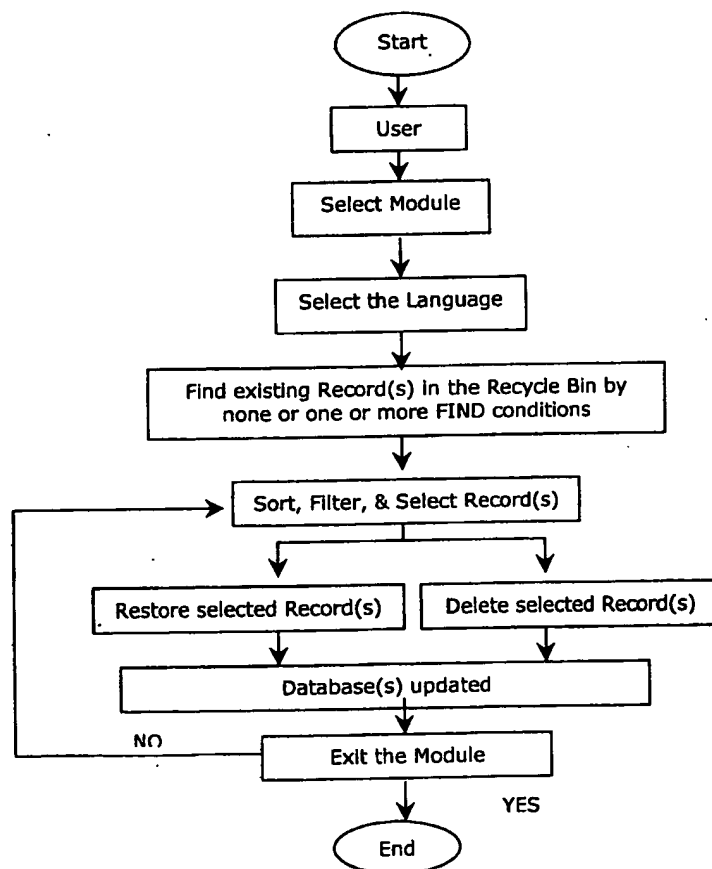 Start
User
Select Module
Select the Language
Find existing Record(s) in the Recycle Bin by
none or one or more FIND conditions
Sort, Filter, & Select Record(s)
Restore selected Record(s)
Delete selected Record(s)
Database(s) updated
NO
Exit the Module
YES
End